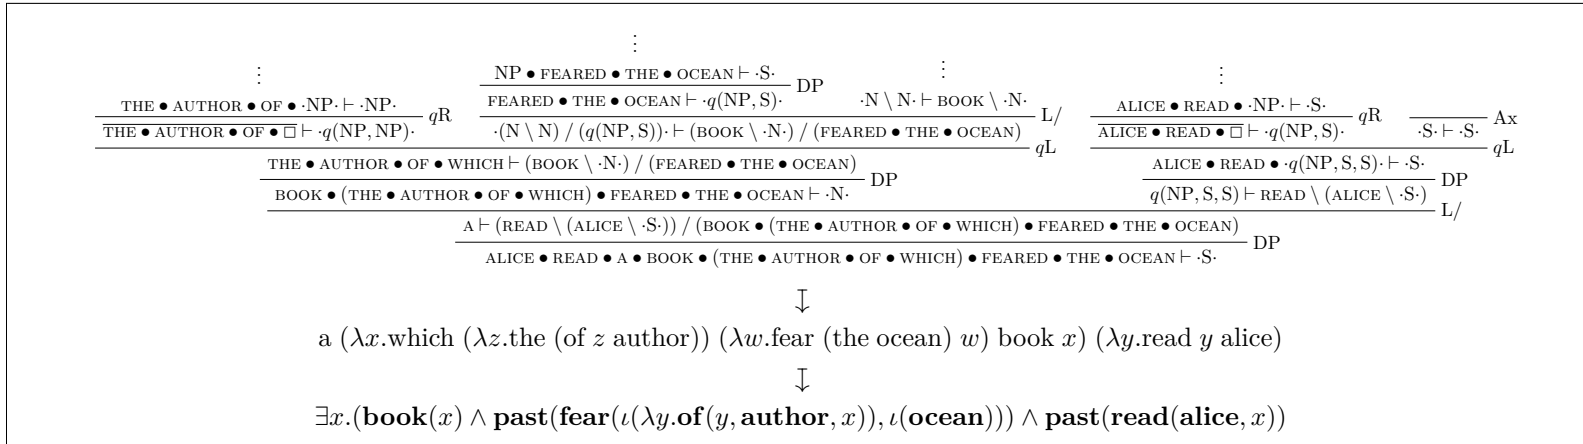 ⋮ ⋮ ⋮ ⋮
NP • FEARED • THE • OCEAN ⊢ ·S· DP
THE • AUTHOR • OF • ·NP· ⊢ ·NP· qR FEARED • THE • OCEAN ⊢ ·q(NP, S)· ·N \ N· ⊢ BOOK \ ·N· L/ ALICE • READ • ·NP· ⊢ ·S· qR Ax
THE • AUTHOR • OF • □ ⊢ ·q(NP, NP)· ·(N \ N) / (q(NP, S))· ⊢ (BOOK \ ·N·) / (FEARED • THE • OCEAN) qL ALICE • READ • □ ⊢ ·q(NP, S)· ·S· ⊢ ·S· qL
THE • AUTHOR • OF • WHICH ⊢ (BOOK \ ·N·) / (FEARED • THE • OCEAN) DP ALICE • READ • ·q(NP, S, S)· ⊢ ·S· DP
BOOK • (THE • AUTHOR • OF • WHICH) • FEARED • THE • OCEAN ⊢ ·N· q(NP, S, S) ⊢ READ \ (ALICE \ ·S·) L/
A ⊢ (READ \ (ALICE \ ·S·)) / (BOOK • (THE • AUTHOR • OF • WHICH) • FEARED • THE • OCEAN) DP
ALICE • READ • A • BOOK • (THE • AUTHOR • OF • WHICH) • FEARED • THE • OCEAN ⊢ ·S·
↧
a (λx.which (λz.the (of z author)) (λw.fear (the ocean) w) book x) (λy.read y alice)
↧
∃x.(book(x) ∧ past(fear(ι(λy.of(y, author, x)), ι(ocean))) ∧ past(read(alice, x))